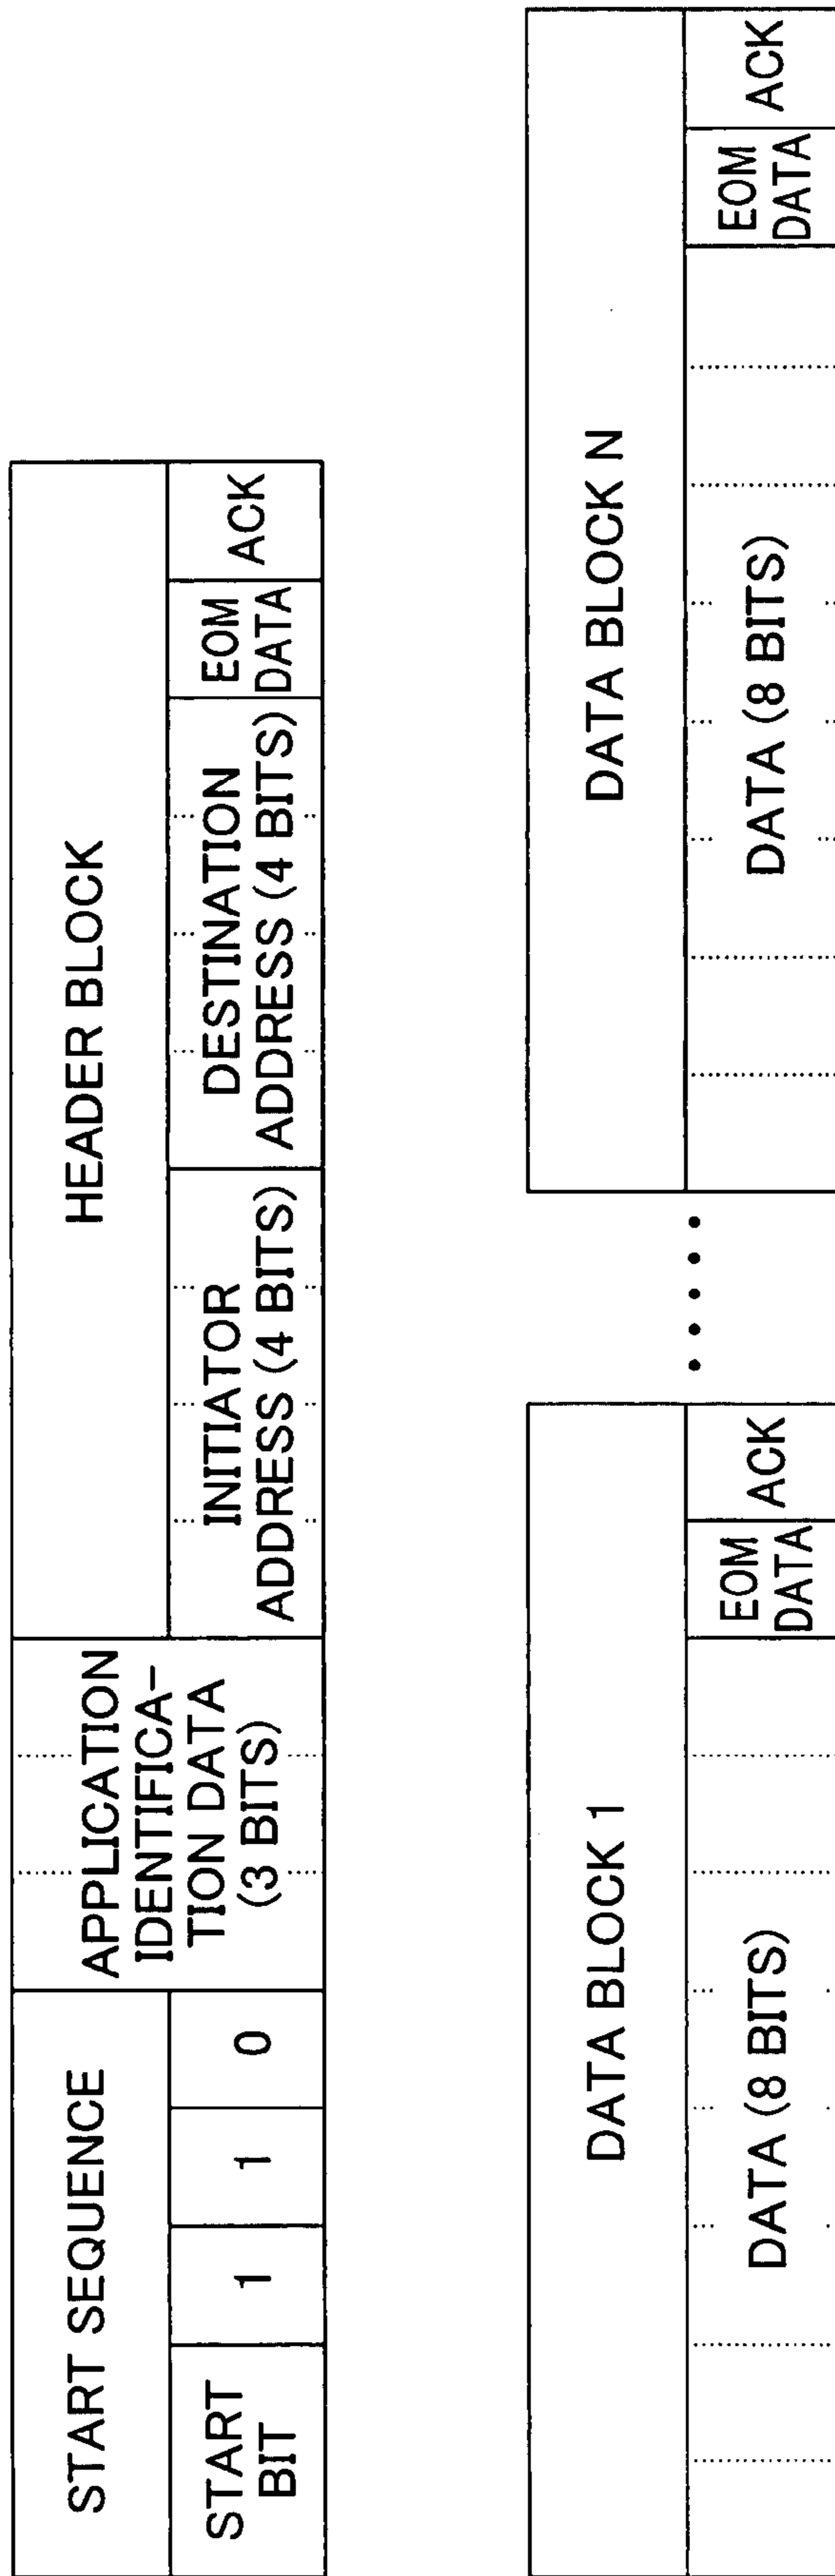 START SEQUENCE
START
BIT
1
1
0
APPLICATION
IDENTIFICA-
TION DATA
(3 BITS)
HEADER BLOCK
INITIATOR
ADDRESS (4 BITS)
DESTINATION
ADDRESS (4 BITS)
EOM
DATA
ACK
DATA BLOCK 1
DATA (8 BITS)
EOM
DATA
ACK
•••••
DATA BLOCK N
DATA (8 BITS)
EOM
DATA
ACK